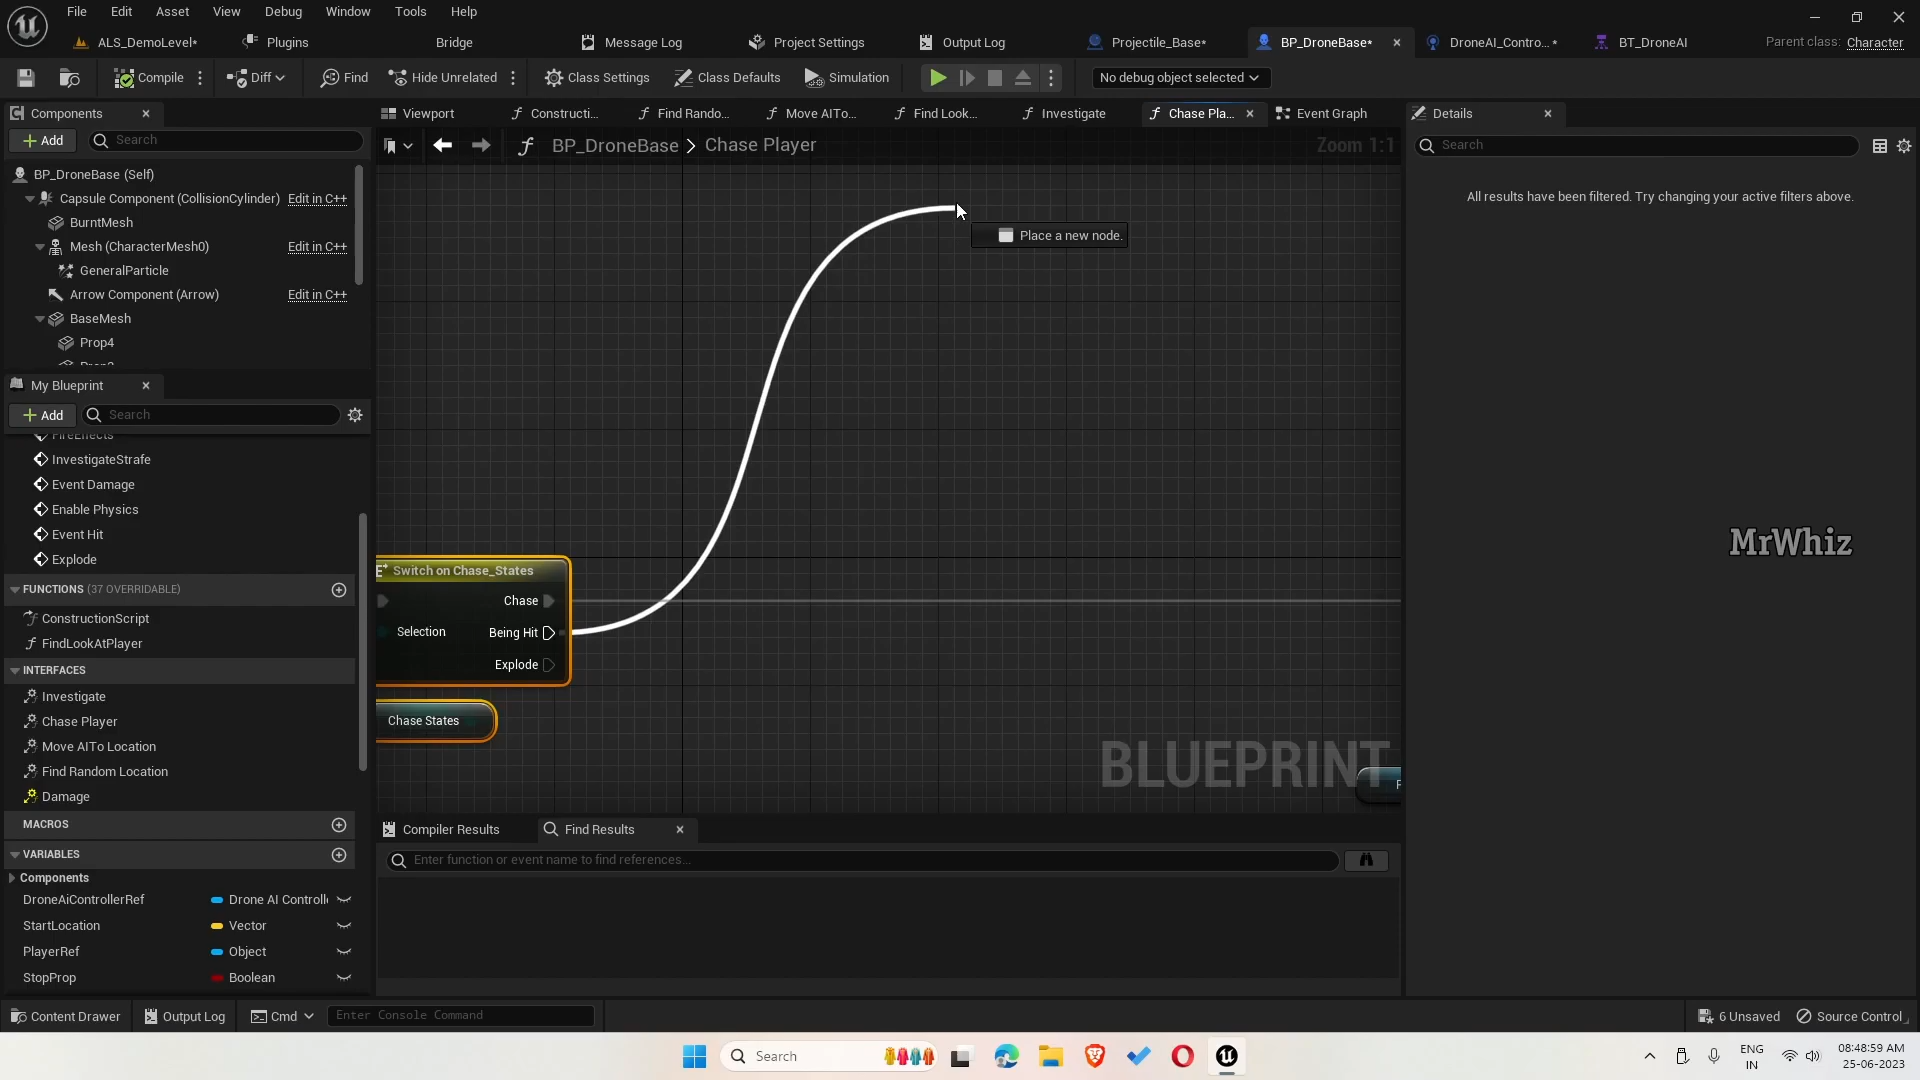 File Edit Asset View Debug Window Tools Help
ALS_DemoLevel* Plugins Bridge Message Log Project Settings Output Log Projectile_Base* BP_DroneBase* DroneAI_Contro...* BT_DroneAI Parent class: Character
Compile Diff Find Hide Unrelated Class Settings Class Defaults Simulation No debug object selected
Components Viewport Constructi... Find Rando... Move AITo... Find Look... Investigate Chase Pla... Event Graph Details
Add Search BP_DroneBase > Chase Player Zoom 1:1 Search
BP_DroneBase (Self)
Capsule Component (CollisionCylinder) Edit in C++ All results have been filtered. Try changing your active filters above.
BurntMesh
Place a new node.
Mesh (CharacterMesh0) Edit in C++
GeneralParticle
Arrow Component (Arrow) Edit in C++
BaseMesh
Prop4
My Blueprint
Add Search
FireEffects
InvestigateStrafe
Event Damage
Enable Physics
Event Hit
Explode
MrWhiz
Switch on Chase_States
FUNCTIONS (37 OVERRIDABLE)
Chase
ConstructionScript
Selection Being Hit
FindLookAtPlayer
Explode
INTERFACES
Investigate
Chase Player
Chase States
Move AITo Location
Find Random Location
BLUEPRINT
Damage
MACROS
Compiler Results Find Results
VARIABLES
Enter function or event name to find references...
Components
DroneAiControllerRef Drone AI Controll
StartLocation Vector
PlayerRef Object
StopProp Boolean
Content Drawer Output Log Cmd Enter Console Command 6 Unsaved Source Control
Search ENG IN 08:48:59 AM 25-06-2023